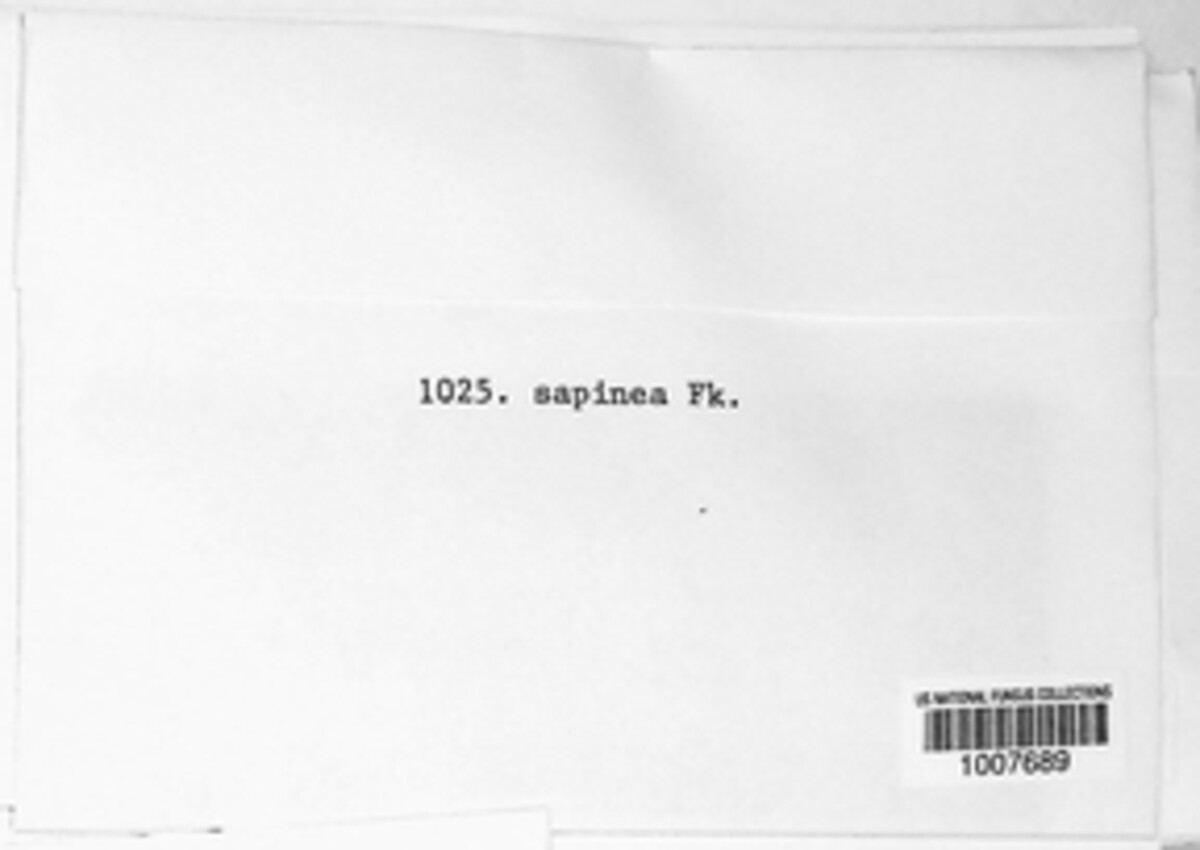 1025. sapinea Fk.
US NATIONAL FUNGUS COLLECTIONS
1007689